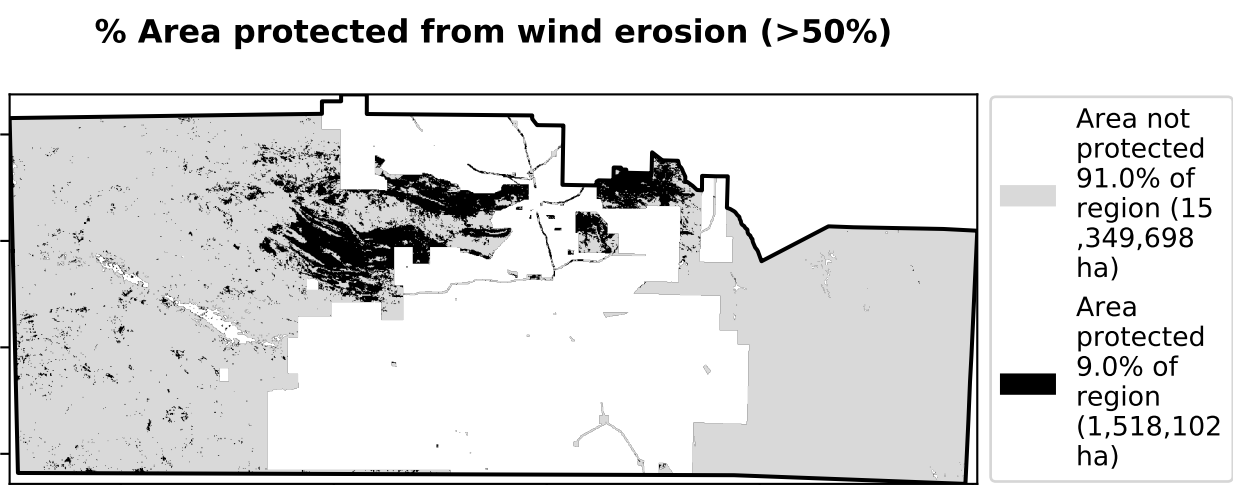 % Area protected from wind erosion (>50%)
Area not
protected
91.0% of
region (15
,349,698
ha)
Area
protected
9.0% of
region
(1,518,102
ha)